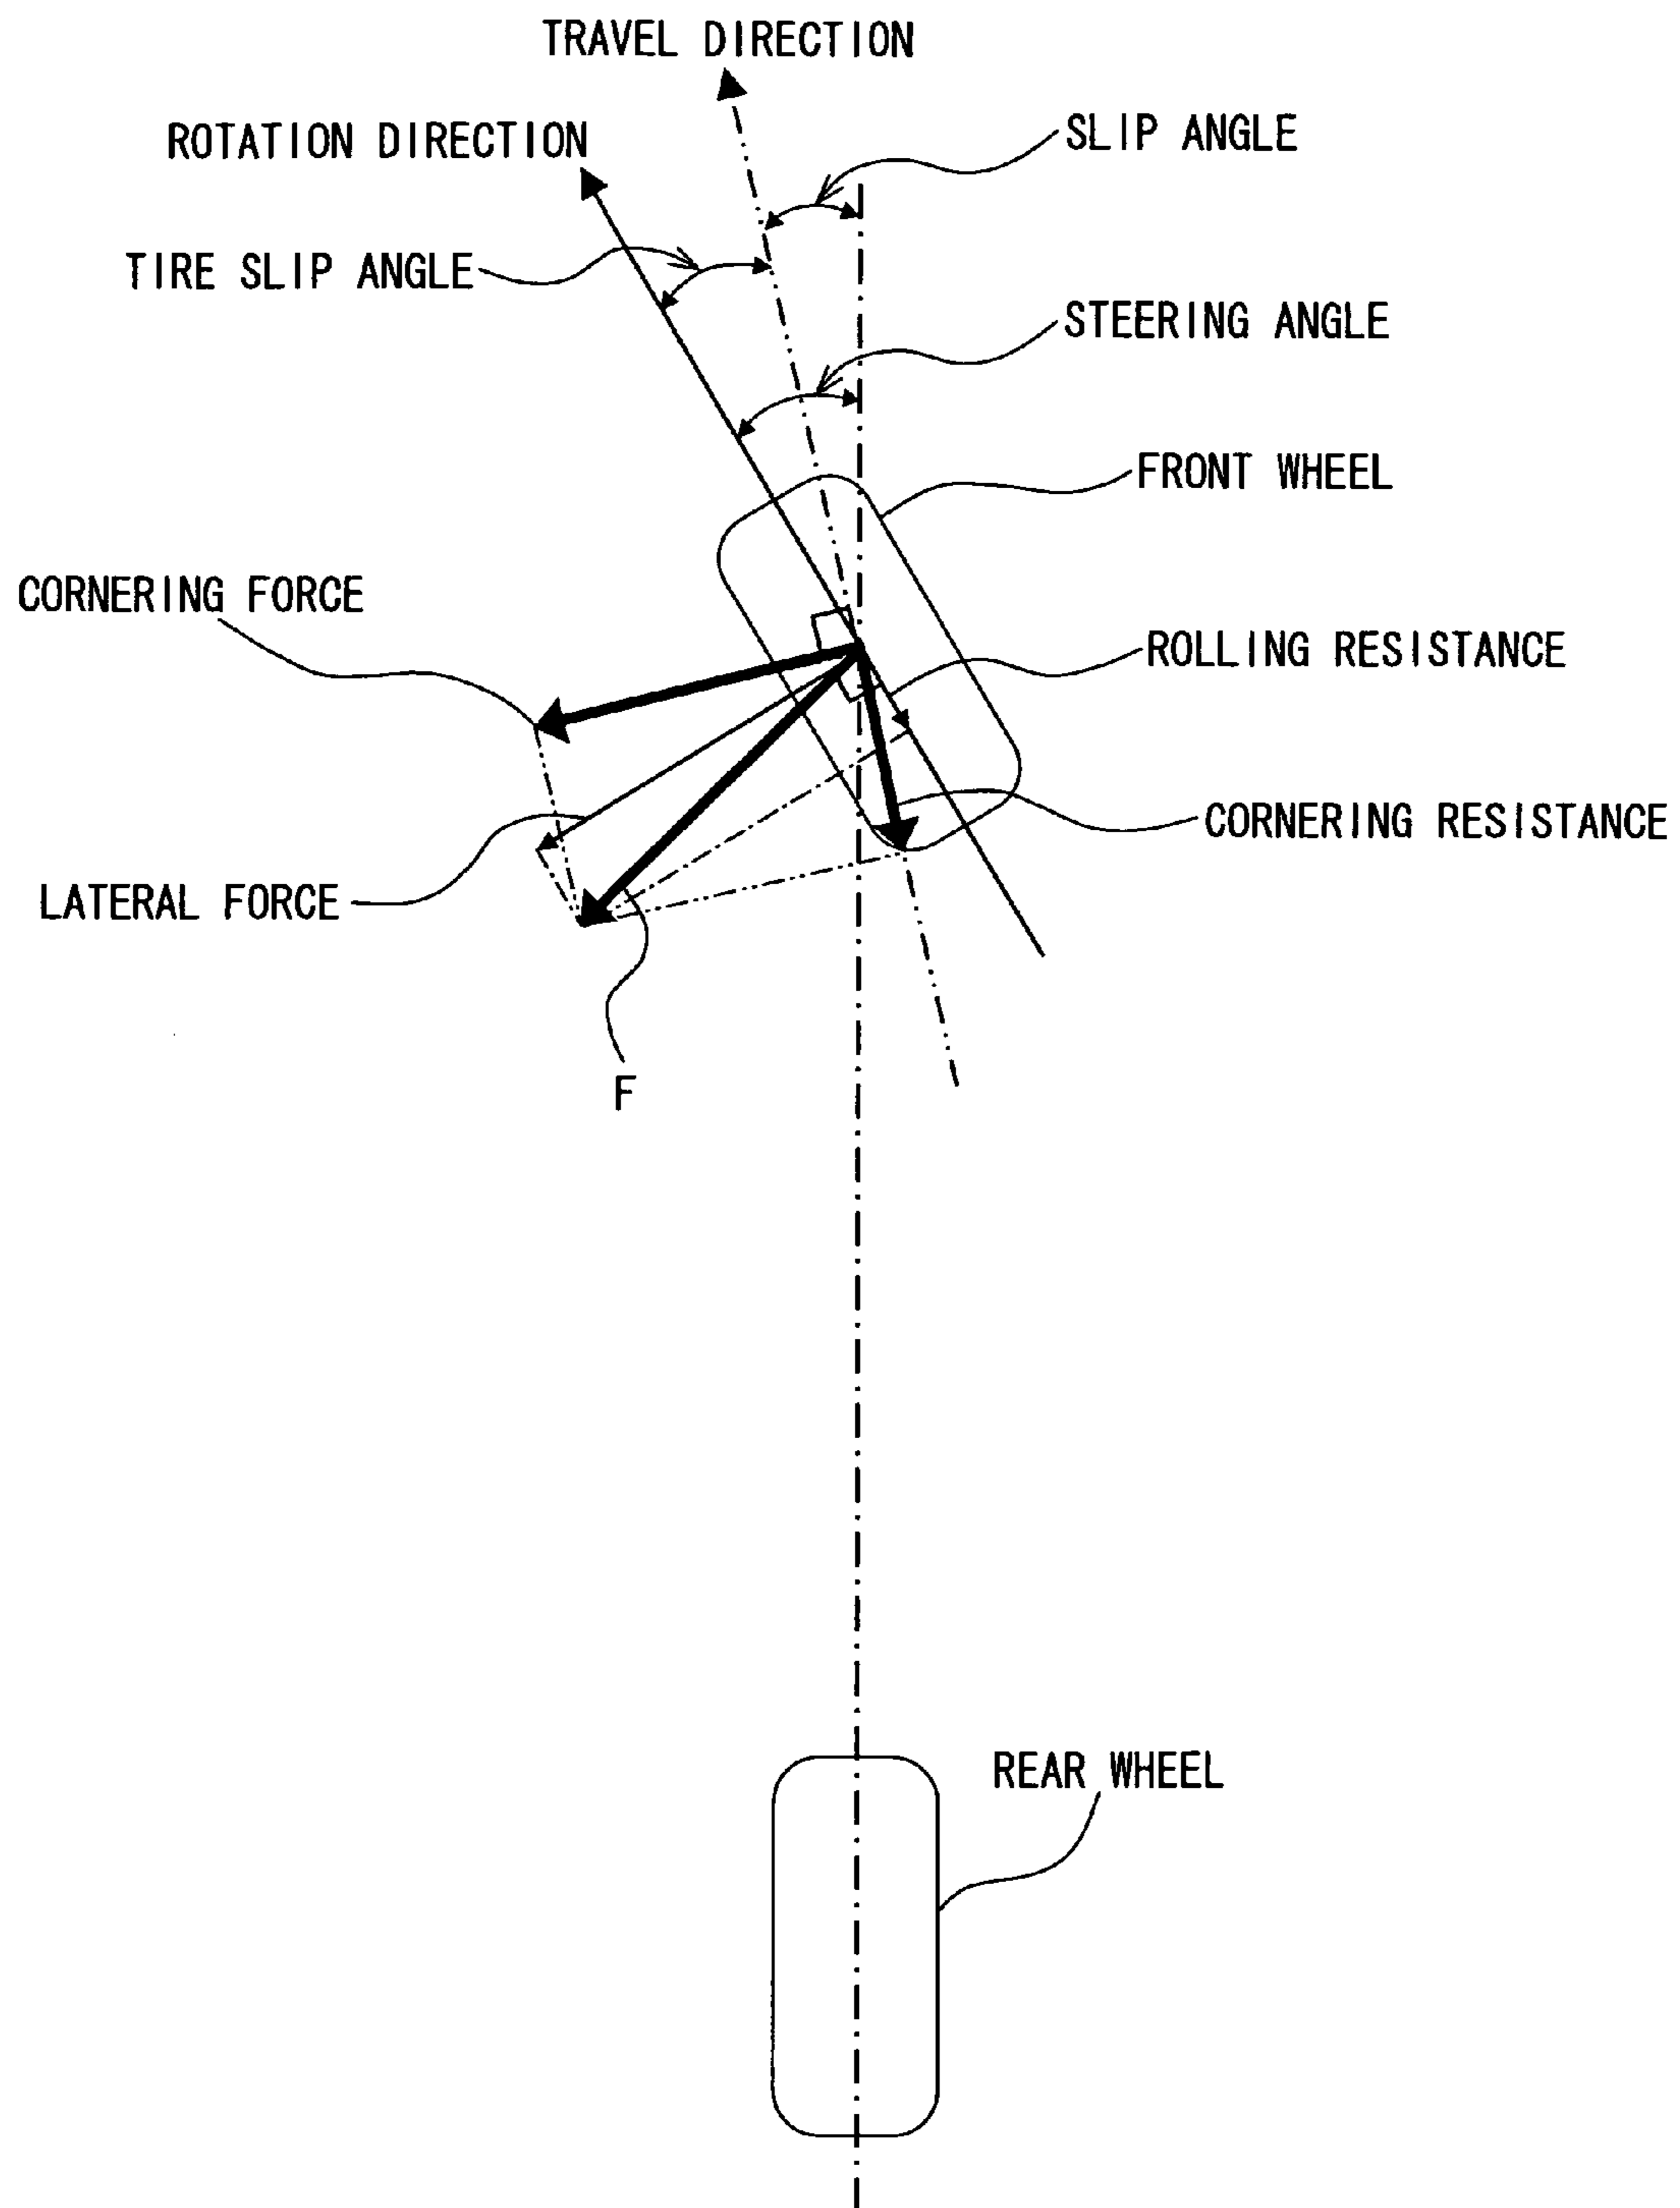 TRAVEL DIRECTION
ROTATION DIRECTION
SLIP ANGLE
TIRE SLIP ANGLE
STEERING ANGLE
FRONT WHEEL
CORNERING FORCE
ROLLING RESISTANCE
CORNERING RESISTANCE
LATERAL FORCE
F
REAR WHEEL